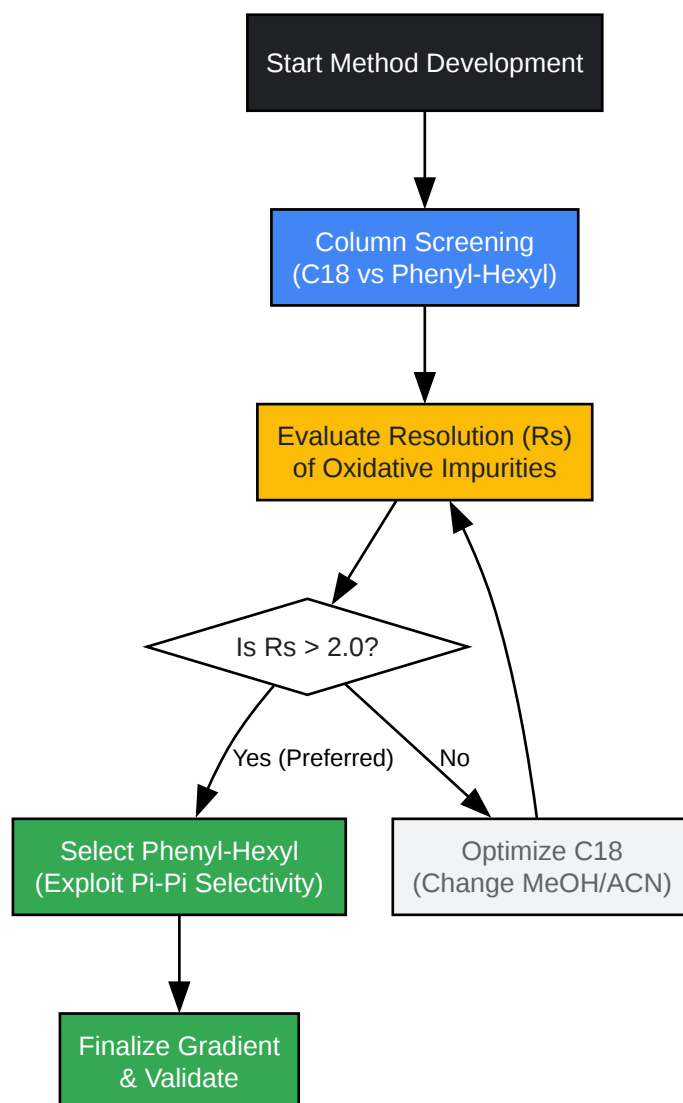 Start Method Development
Column Screening
(C18 vs Phenyl-Hexyl)
Evaluate Resolution (Rs)
of Oxidative Impurities
Is Rs > 2.0?
Yes (Preferred)
No
Select Phenyl-Hexyl
(Exploit Pi-Pi Selectivity)
Optimize C18
(Change MeOH/ACN)
Finalize Gradient
& Validate